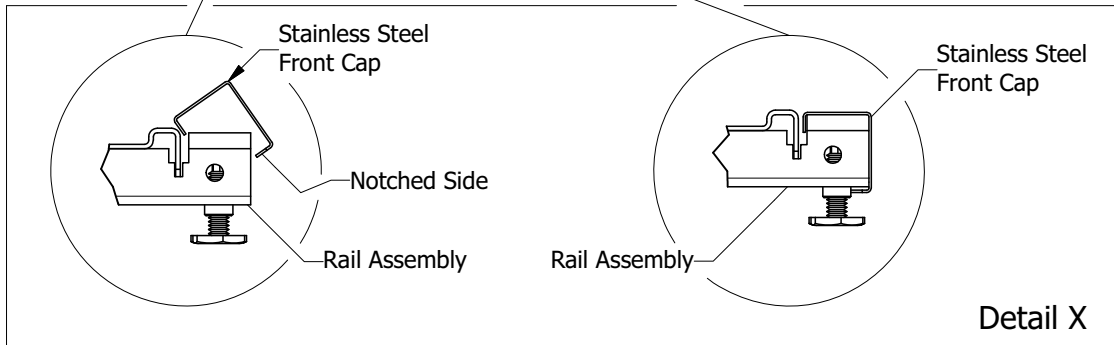 Stainless Steel
Front Cap
Notched Side
Rail Assembly
Stainless Steel
Front Cap
Rail Assembly
Detail X